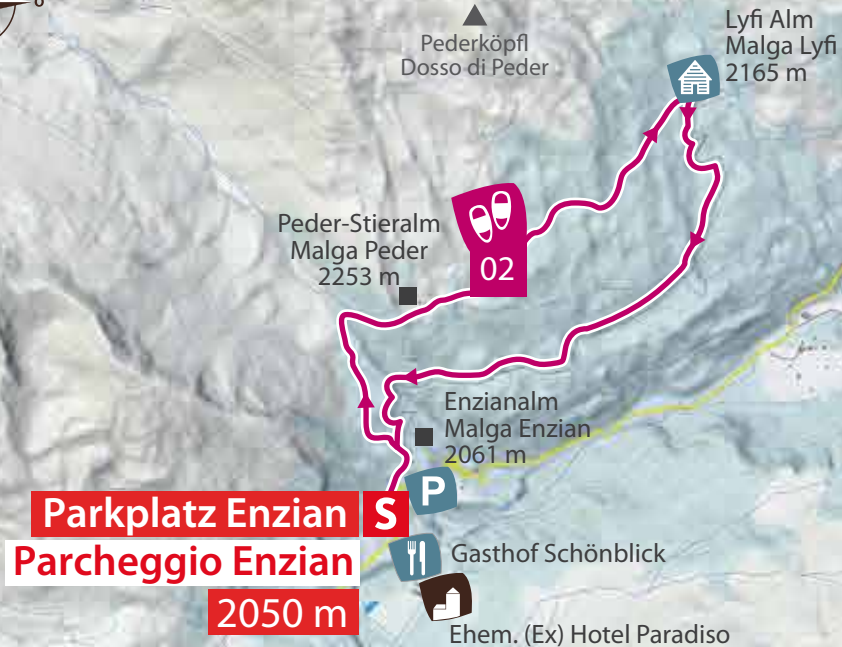 Pederköpfl
Dosso di Peder
Lyfi Alm
Malga Lyfi
2165 m
Peder-Stieralm
Malga Peder
2253 m
02
Enzianalm
Malga Enzian
2061 m
P
Parkplatz Enzian S
Parcheggio Enzian
2050 m
Gasthof Schönblick
Ehem. (Ex) Hotel Paradiso